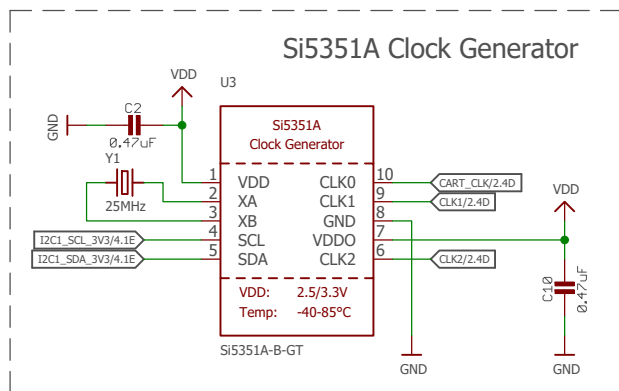 Si5351A Clock Generator
VDD
U3
C2
GND
0.47uF
Si5351A
Clock Generator
Y1
25MHz
1 VDD CLK0 10 CART_CLK/2.4D
2 XA CLK1 9 CLK1/2.4D
3 XB GND 8
I2C1_SCL_3V3/4.1E 4 SCL VDDO 7
I2C1_SDA_3V3/4.1E 5 SDA CLK2 6 CLK2/2.4D
VDD
VDD: 2.5/3.3V
Temp: -40-85°C
C10
0.47uF
Si5351A-B-GT
GND
GND